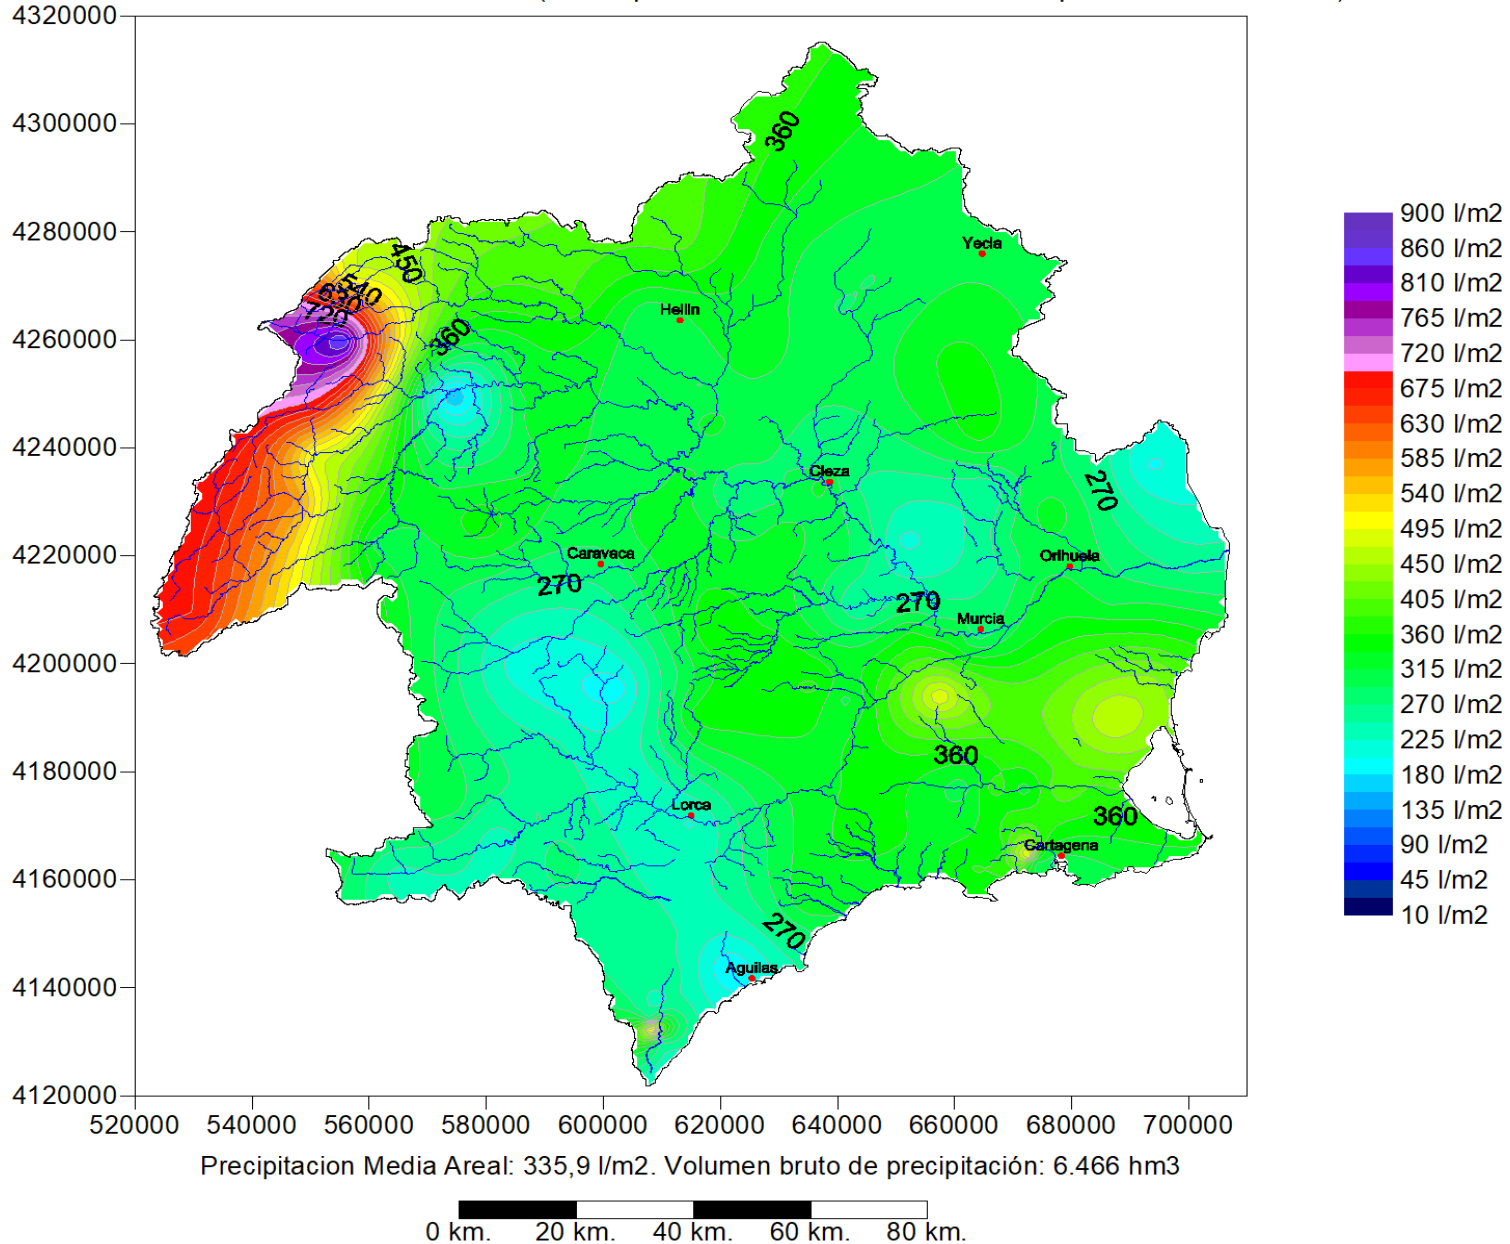 4320000
4300000
360
900 l/m2
4280000
Yecla
860 l/m2
450
810 l/m2
540
630
765 l/m2
720
Hellin
4260000
360
720 l/m2
675 l/m2
630 l/m2
4240000
585 l/m2
Cieza
270
540 l/m2
495 l/m2
4220000
Caravaca
Orihuela
450 l/m2
270
270
405 l/m2
Murcia
360 l/m2
4200000
315 l/m2
270 l/m2
225 l/m2
360
4180000
180 l/m2
Lorca
360
135 l/m2
Cartagena
90 l/m2
4160000
45 l/m2
10 l/m2
270
Aguilas
4140000
4120000
520000 540000 560000 580000 600000 620000 640000 660000 680000 700000
Precipitacion Media Areal: 335,9 l/m2. Volumen bruto de precipitación: 6.466 hm3
0 km. 20 km. 40 km. 60 km. 80 km.